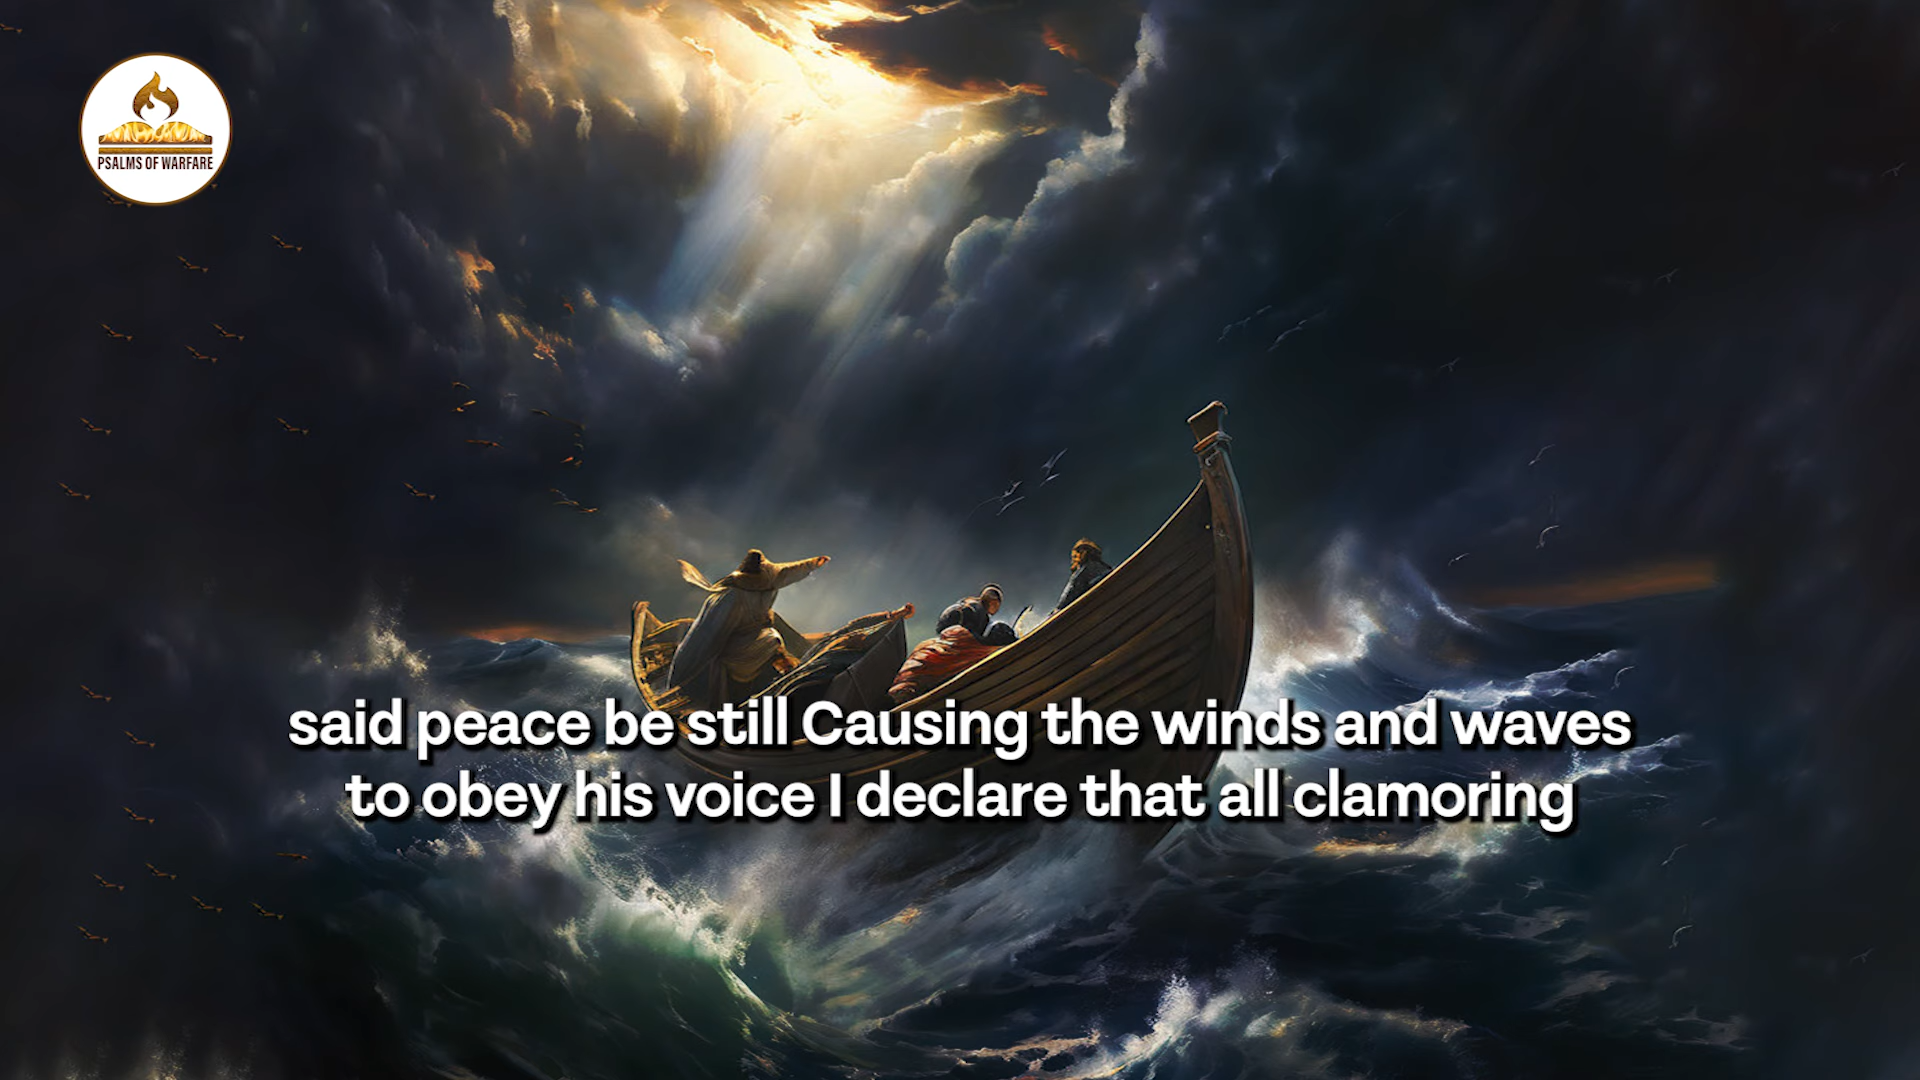 PSALMS OF WARFARE
said peace be still Causing the winds and waves
to obey his voice I declare that all clamoring